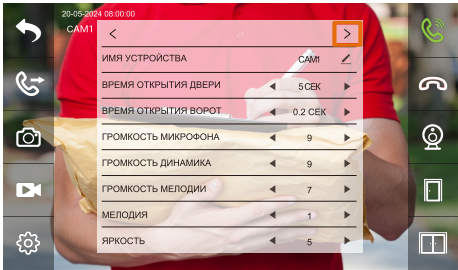 20-05-2024 08:00:00
CAM1
ИМЯ УСТРОЙСТВА CAM1
ВРЕМЯ ОТКРЫТИЯ ДВЕРИ 5 СЕК
ВРЕМЯ ОТКРЫТИЯ ВОРОТ 0.2 СЕК
ГРОМКОСТЬ МИКРОФОНА 9
ГРОМКОСТЬ ДИНАМИКА 9
ГРОМКОСТЬ МЕЛОДИИ 7
МЕЛОДИЯ 1
ЯРКОСТЬ 5